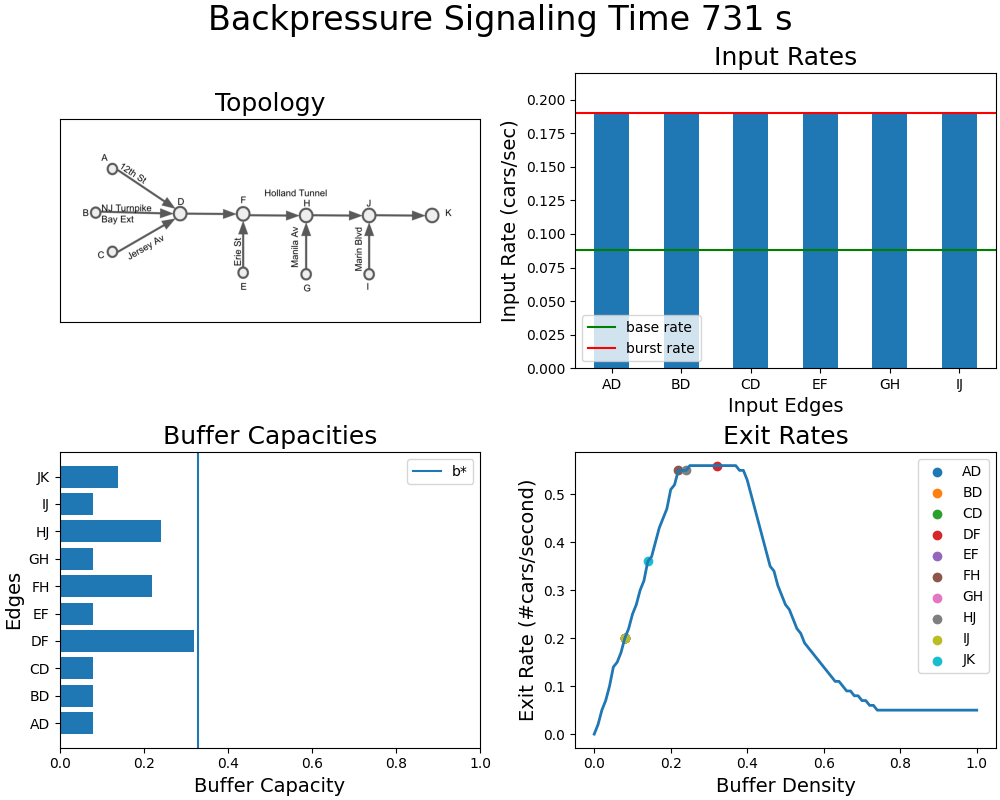 Backpressure Signaling Time 731 s
Topology
A
12th St
B
NJ Turnpike
Bay Ext
C
Jersey Av
D
F
Holland Tunnel
H
J
K
Erie St
Manila Av
Marin Blvd
E
G
I
Input Rates
Input Rate (cars/sec)
0.200
0.175
0.150
0.125
0.100
0.075
0.050
0.025
0.000
base rate
burst rate
AD BD CD EF GH IJ
Input Edges
Buffer Capacities
Edges
JK
IJ
HJ
GH
FH
EF
DF
CD
BD
AD
b*
0.0 0.2 0.4 0.6 0.8 1.0
Buffer Capacity
Exit Rates
Exit Rate (#cars/second)
0.5
0.4
0.3
0.2
0.1
0.0
AD
BD
CD
DF
EF
FH
GH
HJ
IJ
JK
0.0 0.2 0.4 0.6 0.8 1.0
Buffer Density